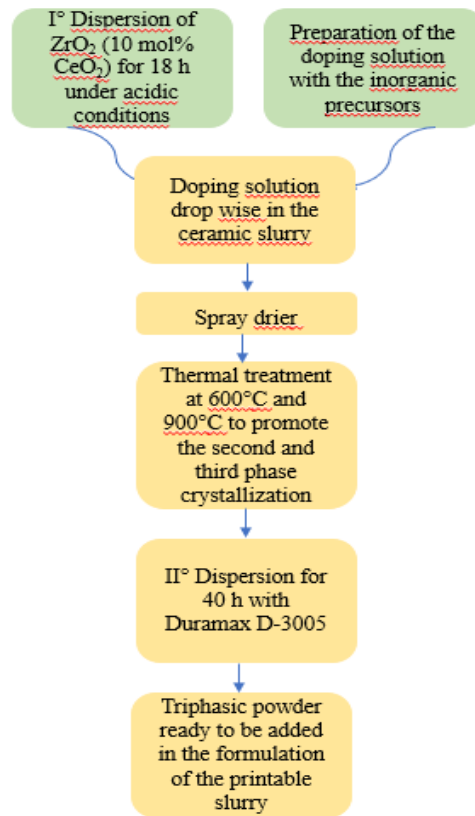 I° Dispersion of
ZrO₂ (10 mol%
CeO₂) for 18 h
under acidic
conditions
Preparation of the
doping solution
with the inorganic
precursors
Doping solution
drop wise in the
ceramic slurry
Spray drier
Thermal treatment
at 600°C and
900°C to promote
the second and
third phase
crystallization
II° Dispersion for
40 h with
Duramax D-3005
Triphasic powder
ready to be added
in the formulation
of the printable
slurry